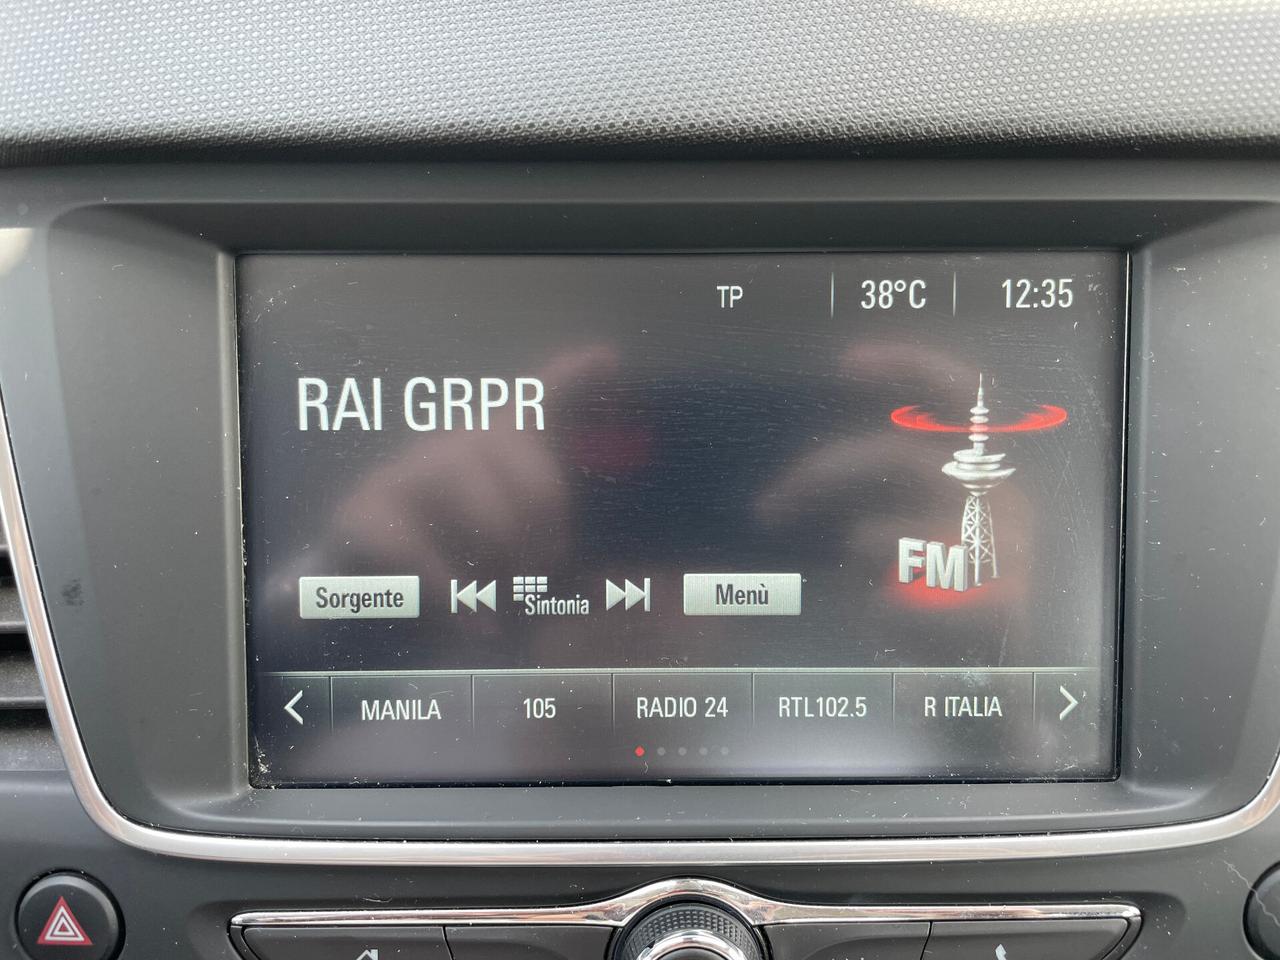 TP 38°C 12:35
RAI GRPR
FM
Sorgente Sintonia Menù
MANILA 105 RADIO 24 RTL102.5 R ITALIA